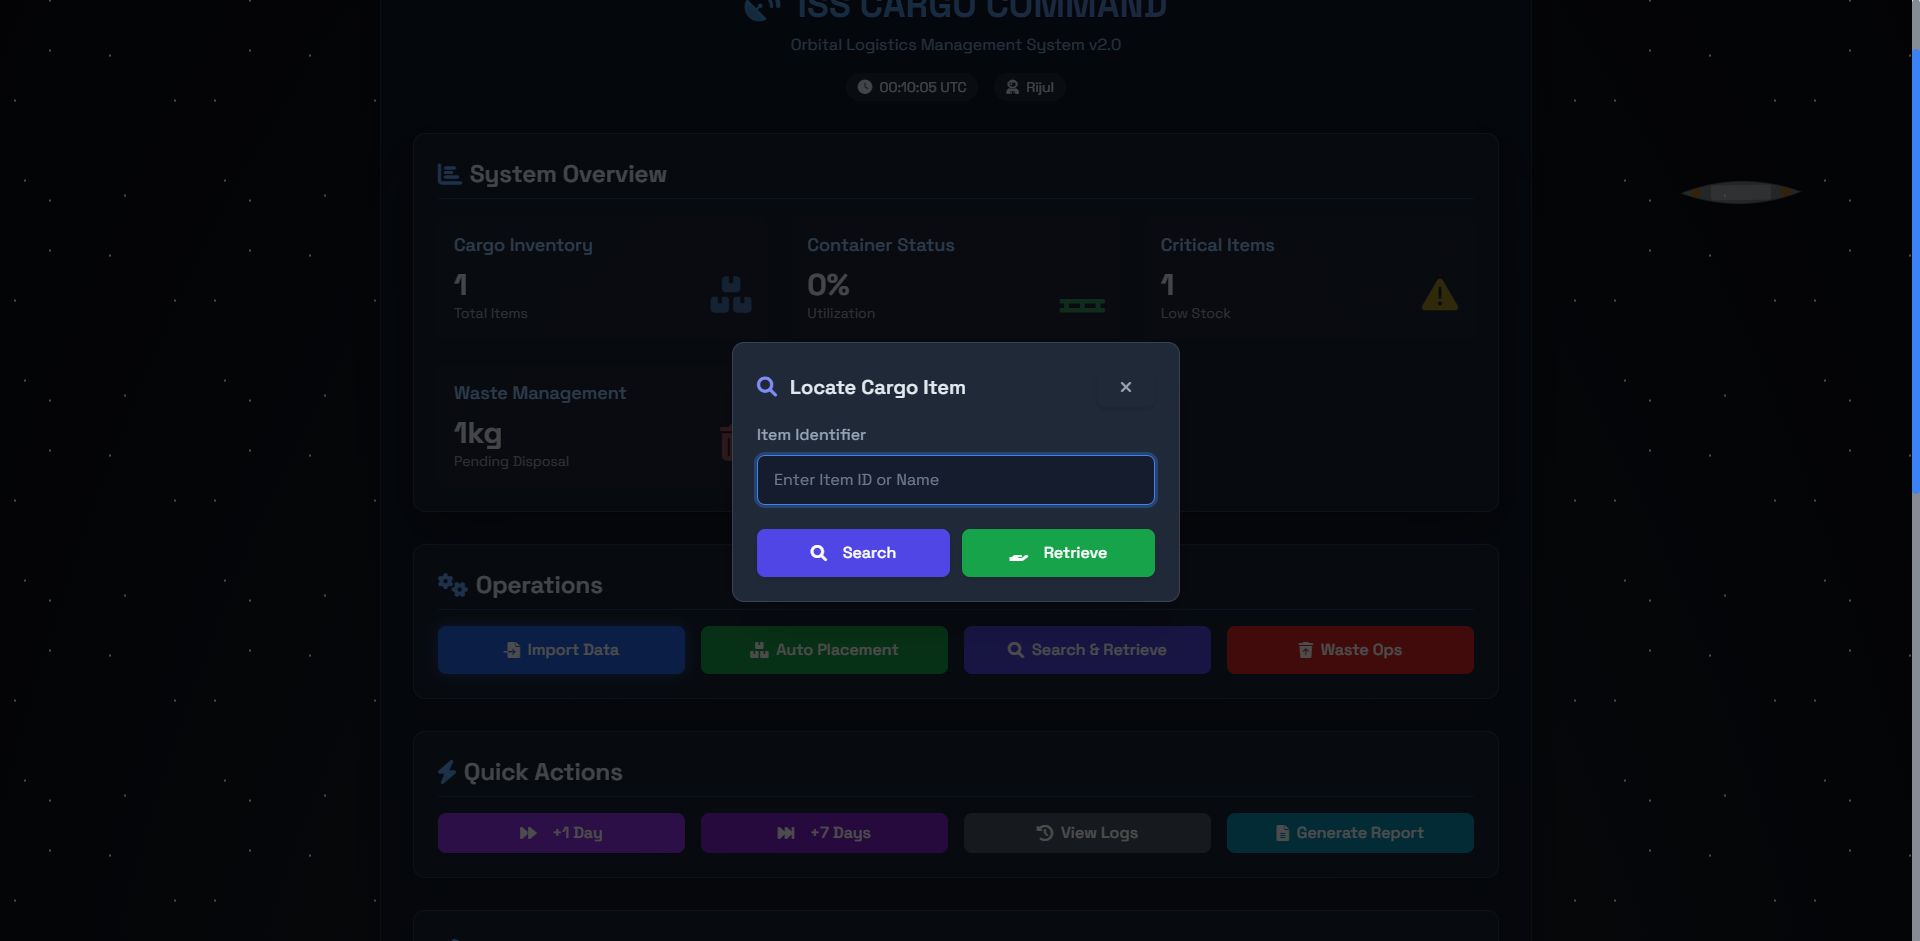 ISS CARGO COMMAND
Orbital Logistics Management System v2.0
00:10:05 UTC
Rijul
System Overview
Cargo Inventory
1
Total Items
Container Status
0%
Utilization
Critical Items
1
Low Stock
Waste Management
1kg
Pending Disposal
Locate Cargo Item
×
Item Identifier
Enter Item ID or Name
Search
Retrieve
Operations
Import Data
Auto Placement
Search & Retrieve
Waste Ops
Quick Actions
+1 Day
+7 Days
View Logs
Generate Report